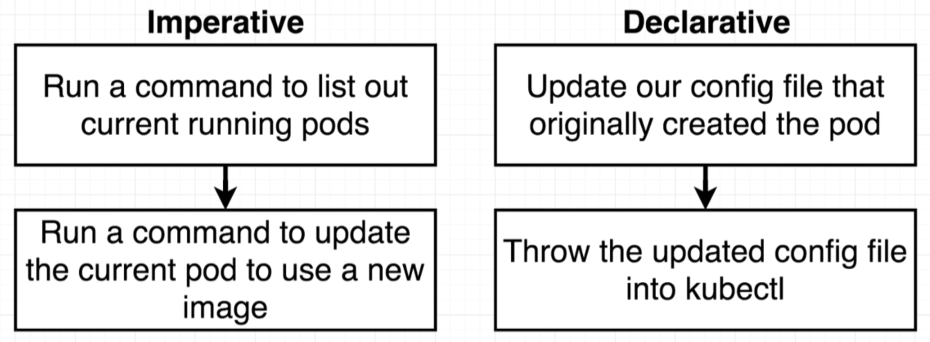 Imperative
Run a command to list out
current running pods
Run a command to update
the current pod to use a new
image
Declarative
Update our config file that
originally created the pod
Throw the updated config file
into kubectl